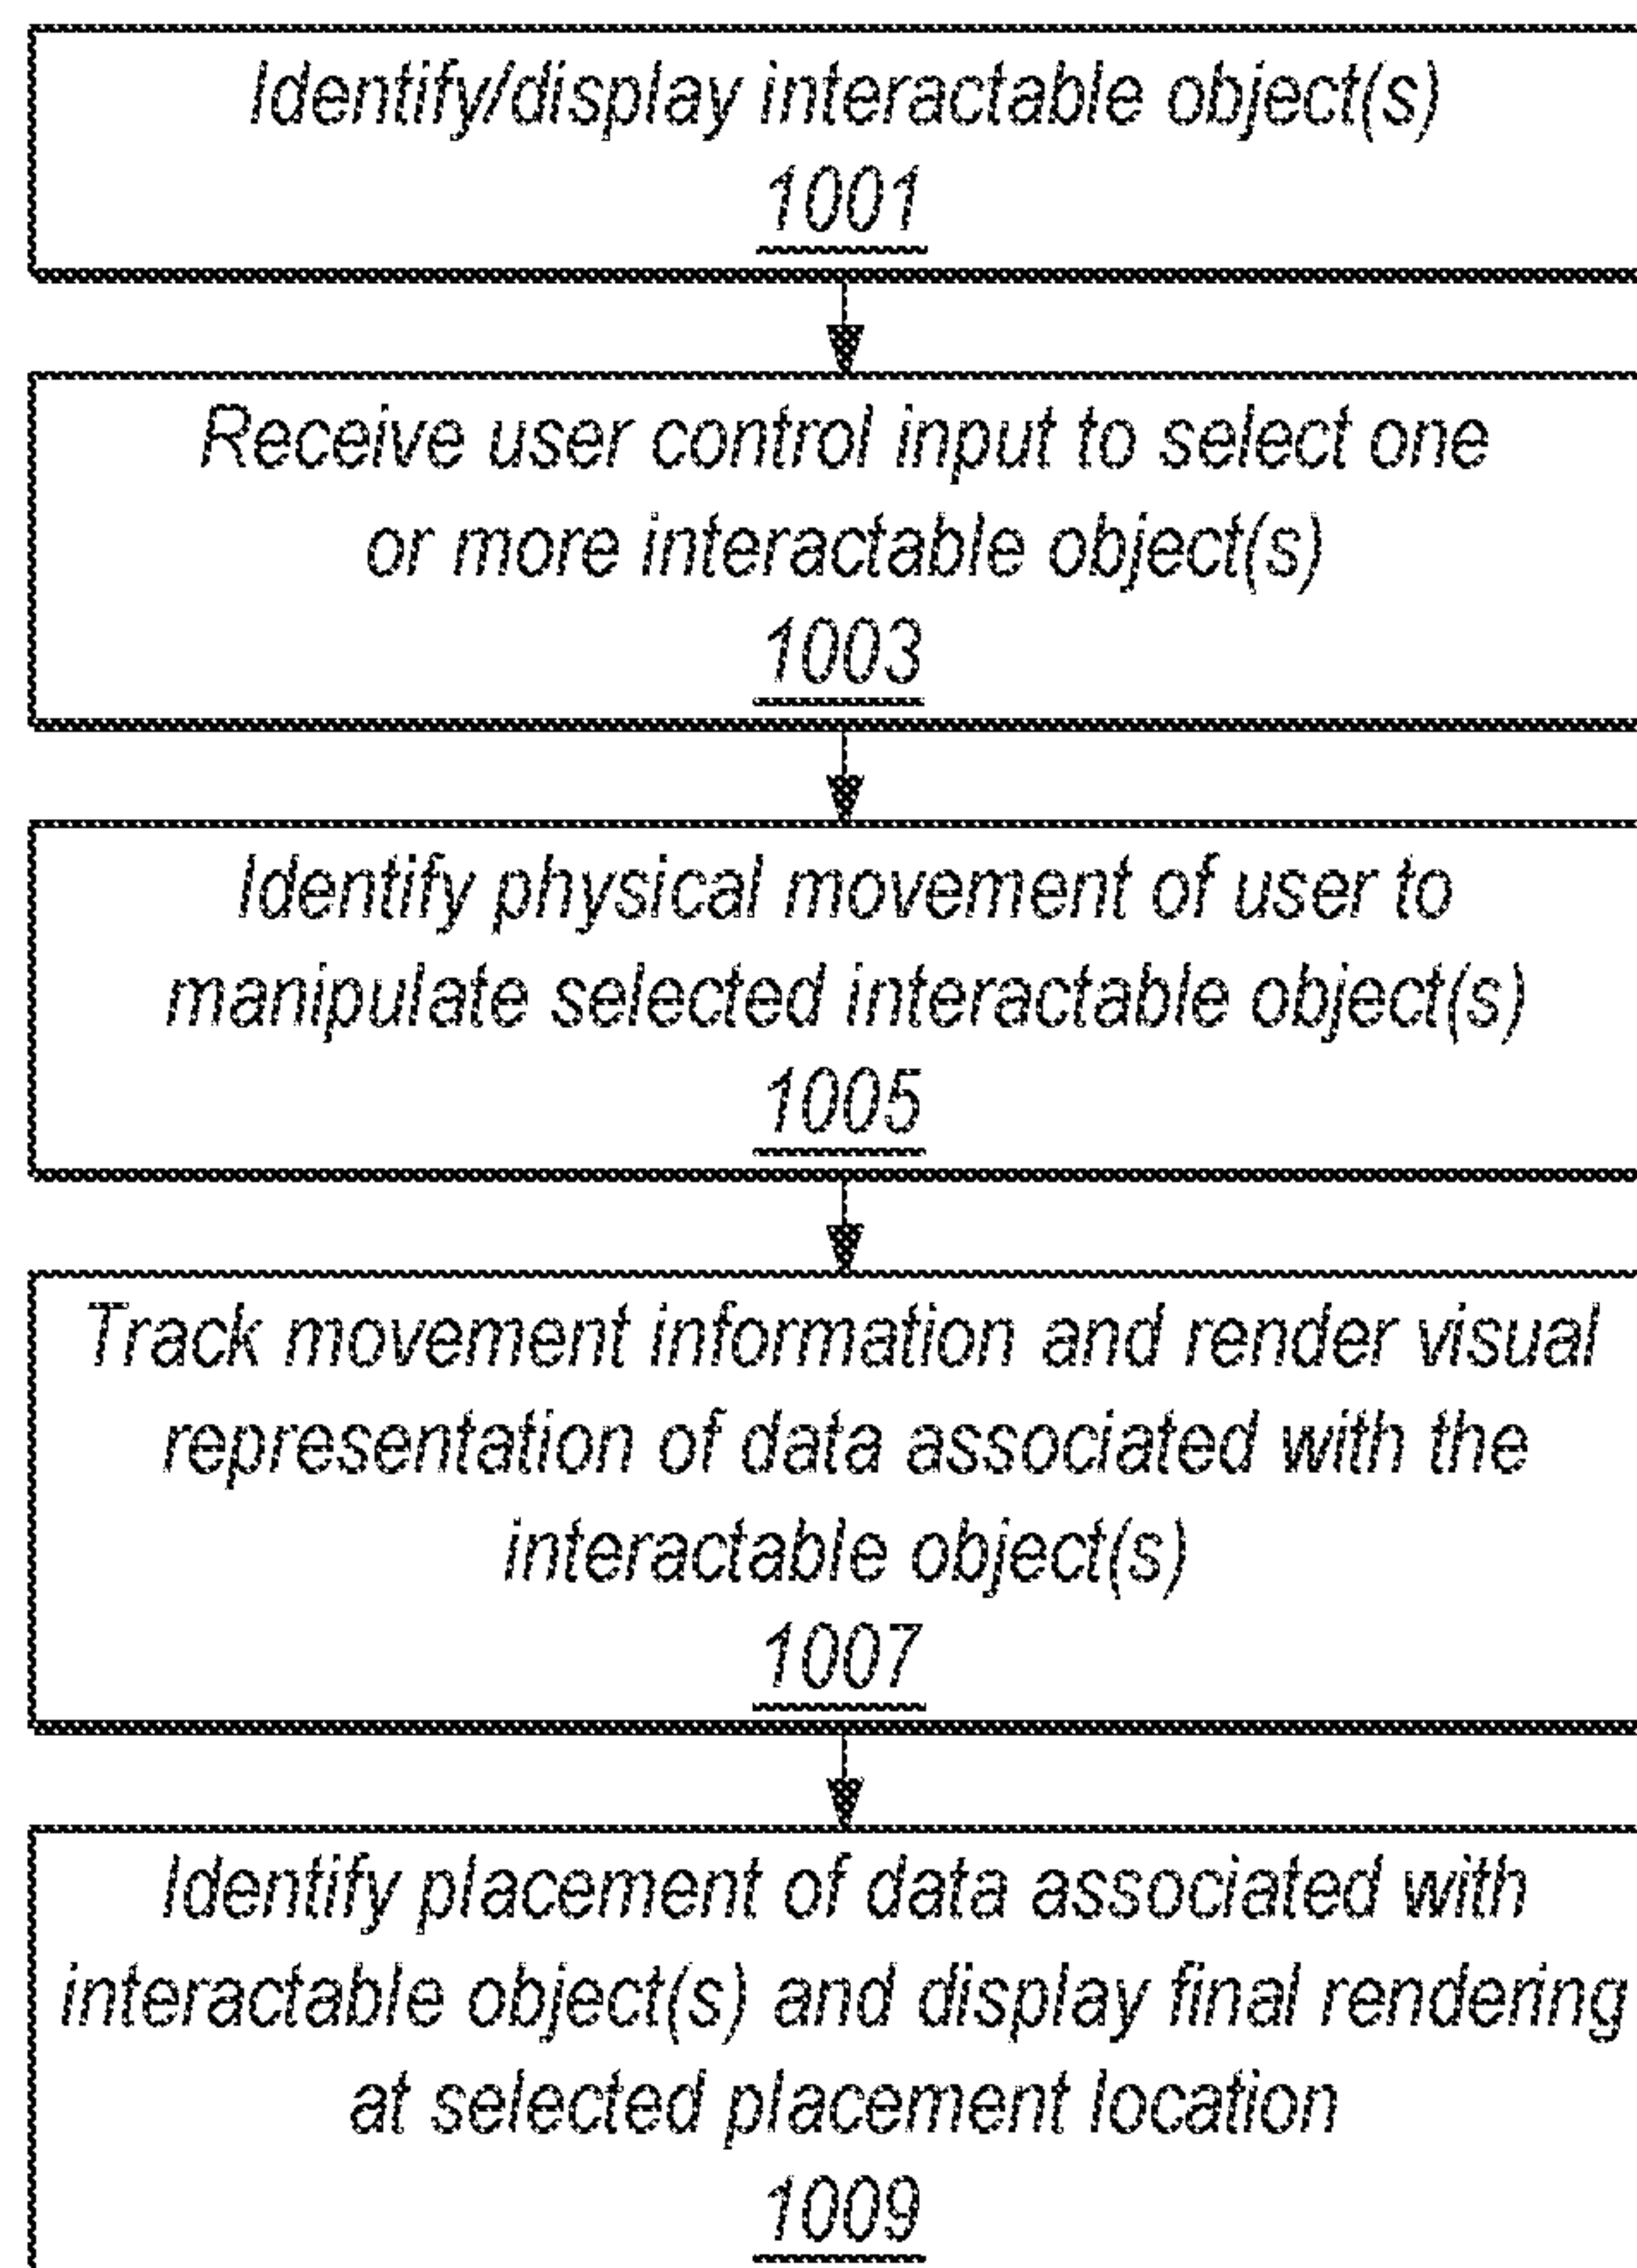 Identify/display interactable object(s)
1001
Receive user control input to select one
or more interactable object(s)
1003
Identify physical movement of user to
manipulate selected interactable object(s)
1005
Track movement information and render visual
representation of data associated with the
interactable object(s)
1007
Identify placement of data associated with
interactable object(s) and display final rendering
at selected placement location
1009